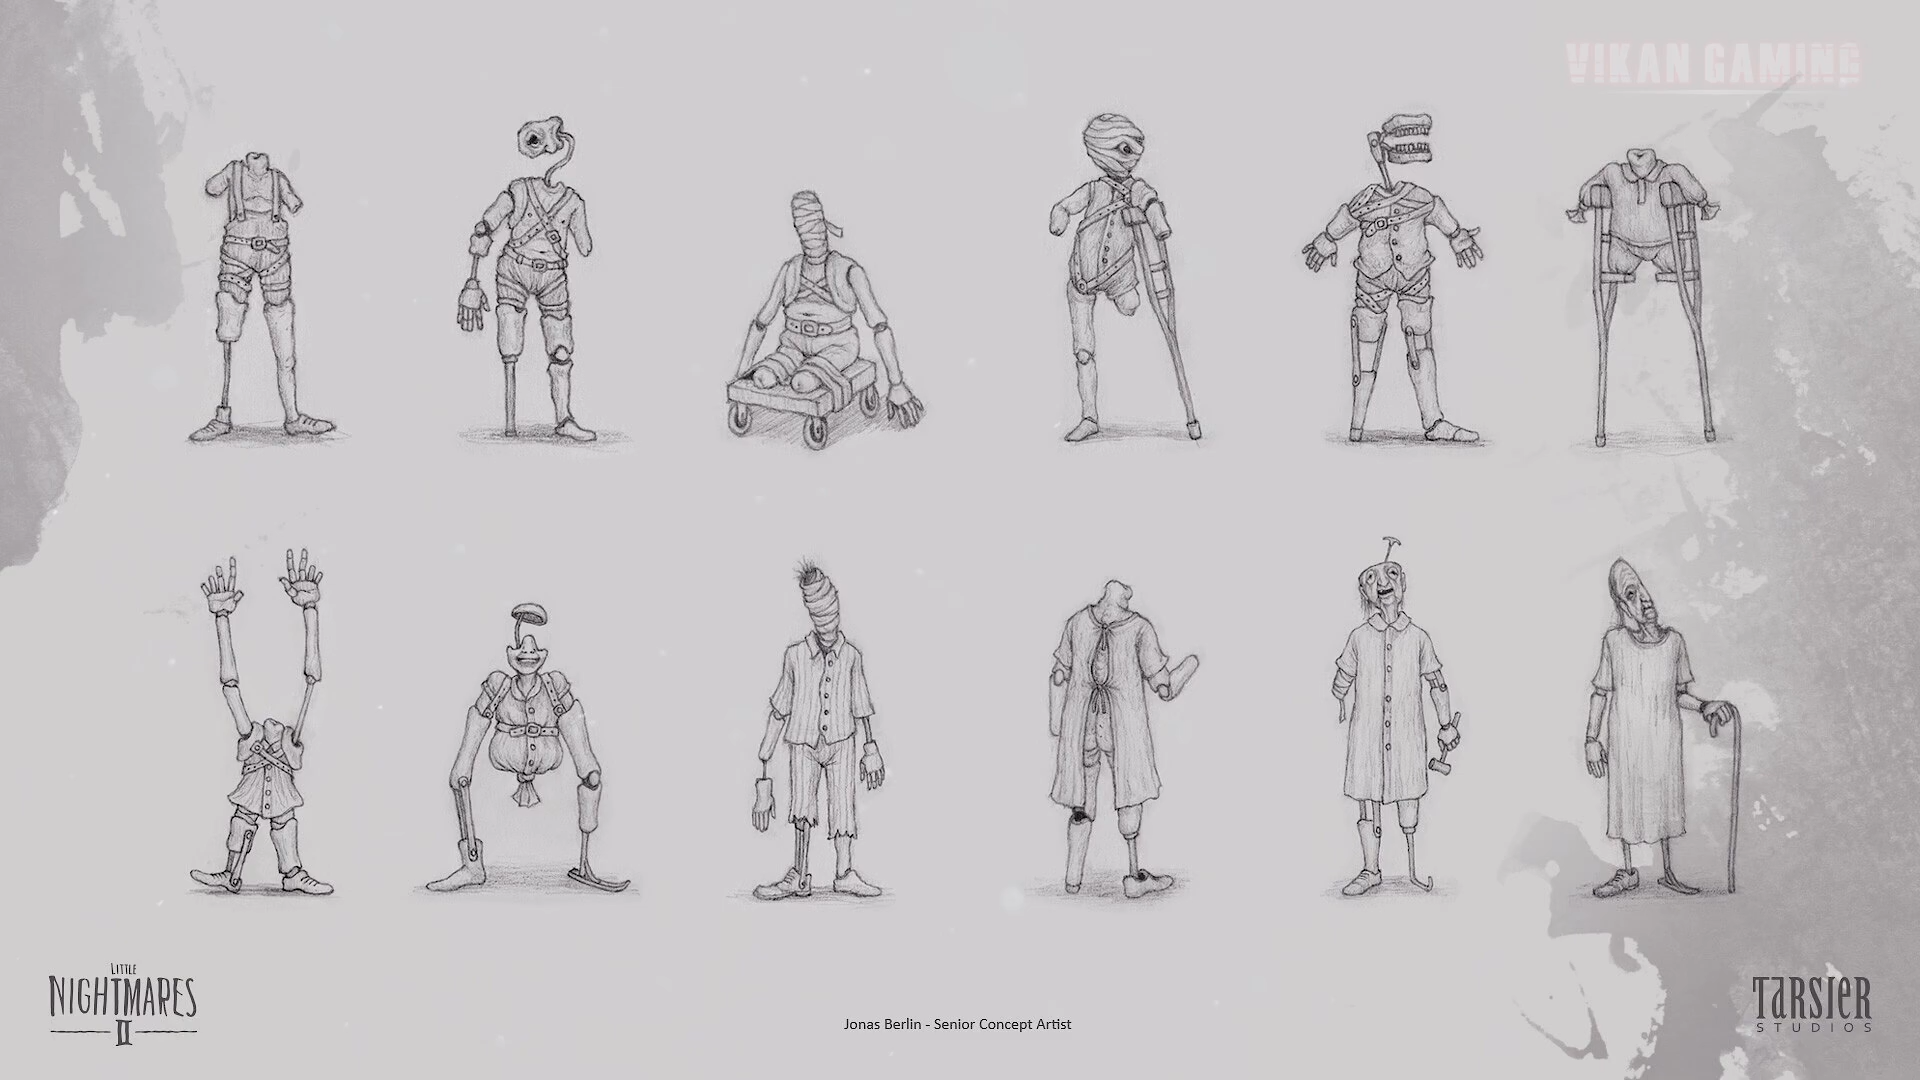 VIKAN GAMING
LITTLE
NIGHTMARES
II
Jonas Berlin - Senior Concept Artist
TARSIER
STUDIOS